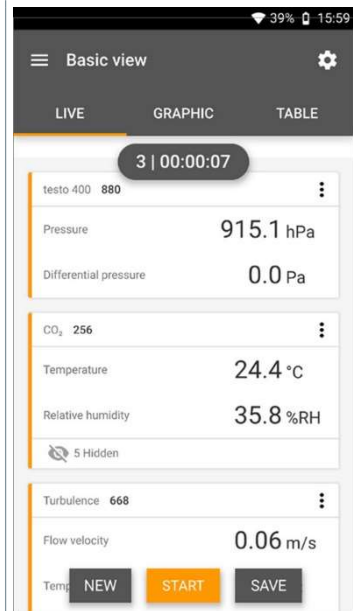 39% 15:59
Basic view
LIVE GRAPHIC TABLE
3 | 00:00:07
testo 400 880
Pressure 915.1 hPa
Differential pressure 0.0 Pa
CO₂ 256
Temperature 24.4 °C
Relative humidity 35.8 %RH
5 Hidden
Turbulence 668
Flow velocity 0.06 m/s
NEW START SAVE